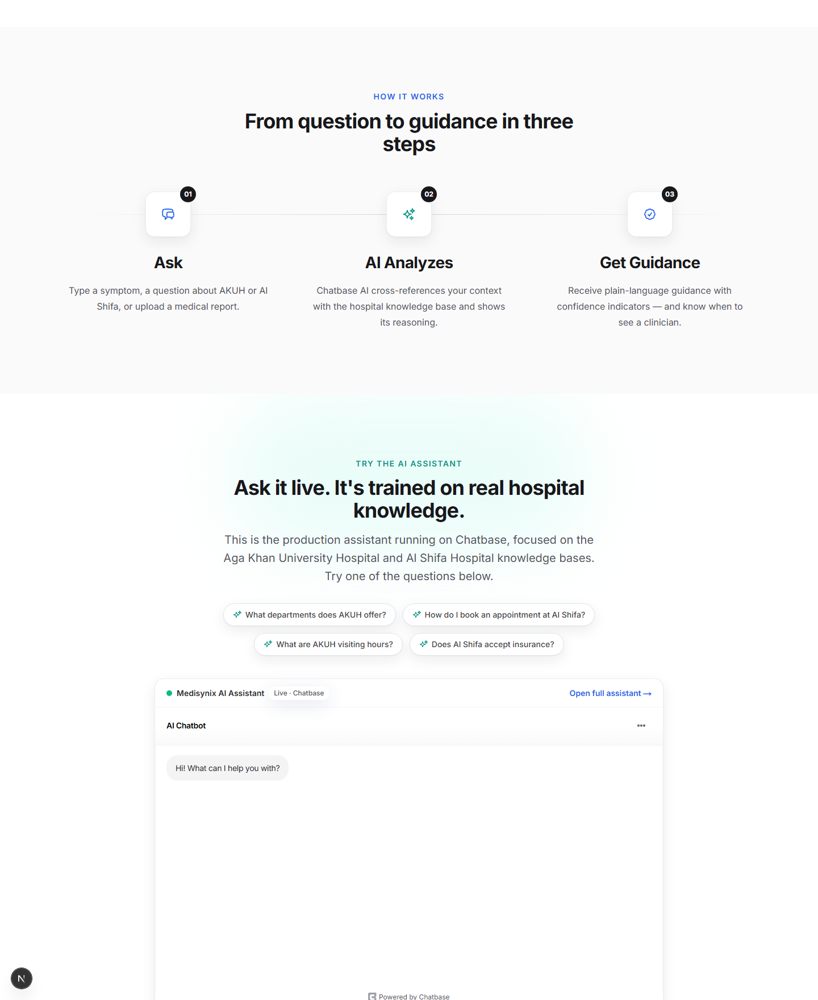 HOW IT WORKS
From question to guidance in three
steps
01
02
03
Ask
AI Analyzes
Get Guidance
Type a symptom, a question about AKUH or Al
Shifa, or upload a medical report.
Chatbase AI cross-references your context
with the hospital knowledge base and shows
its reasoning.
Receive plain-language guidance with
confidence indicators — and know when to
see a clinician.
TRY THE AI ASSISTANT
Ask it live. It's trained on real hospital
knowledge.
This is the production assistant running on Chatbase, focused on the
Aga Khan University Hospital and Al Shifa Hospital knowledge bases.
Try one of the questions below.
What departments does AKUH offer?
How do I book an appointment at Al Shifa?
What are AKUH visiting hours?
Does Al Shifa accept insurance?
Medisynix AI Assistant
Live · Chatbase
Open full assistant →
AI Chatbot
Hi! What can I help you with?
N
Powered by Chatbase